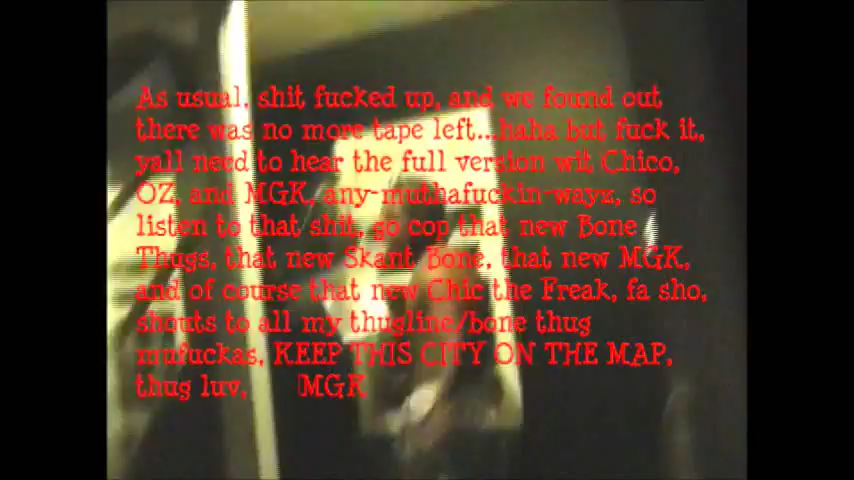 As usual, shit fucked up, and we found out
there was no more tape left...haha but fuck it,
yall need to hear the full version wit Chico,
OZ, and MGK, any-muthafuckin-wayz, so
listen to that shit, go cop that new Bone
Thugs, that new Skant Bone, that new MGK,
and of course that new Chic the Freak, fa sho,
shouts to all my thugline/bone thug
mufuckas, KEEP THIS CITY ON THE MAP,
thug luv, MGK